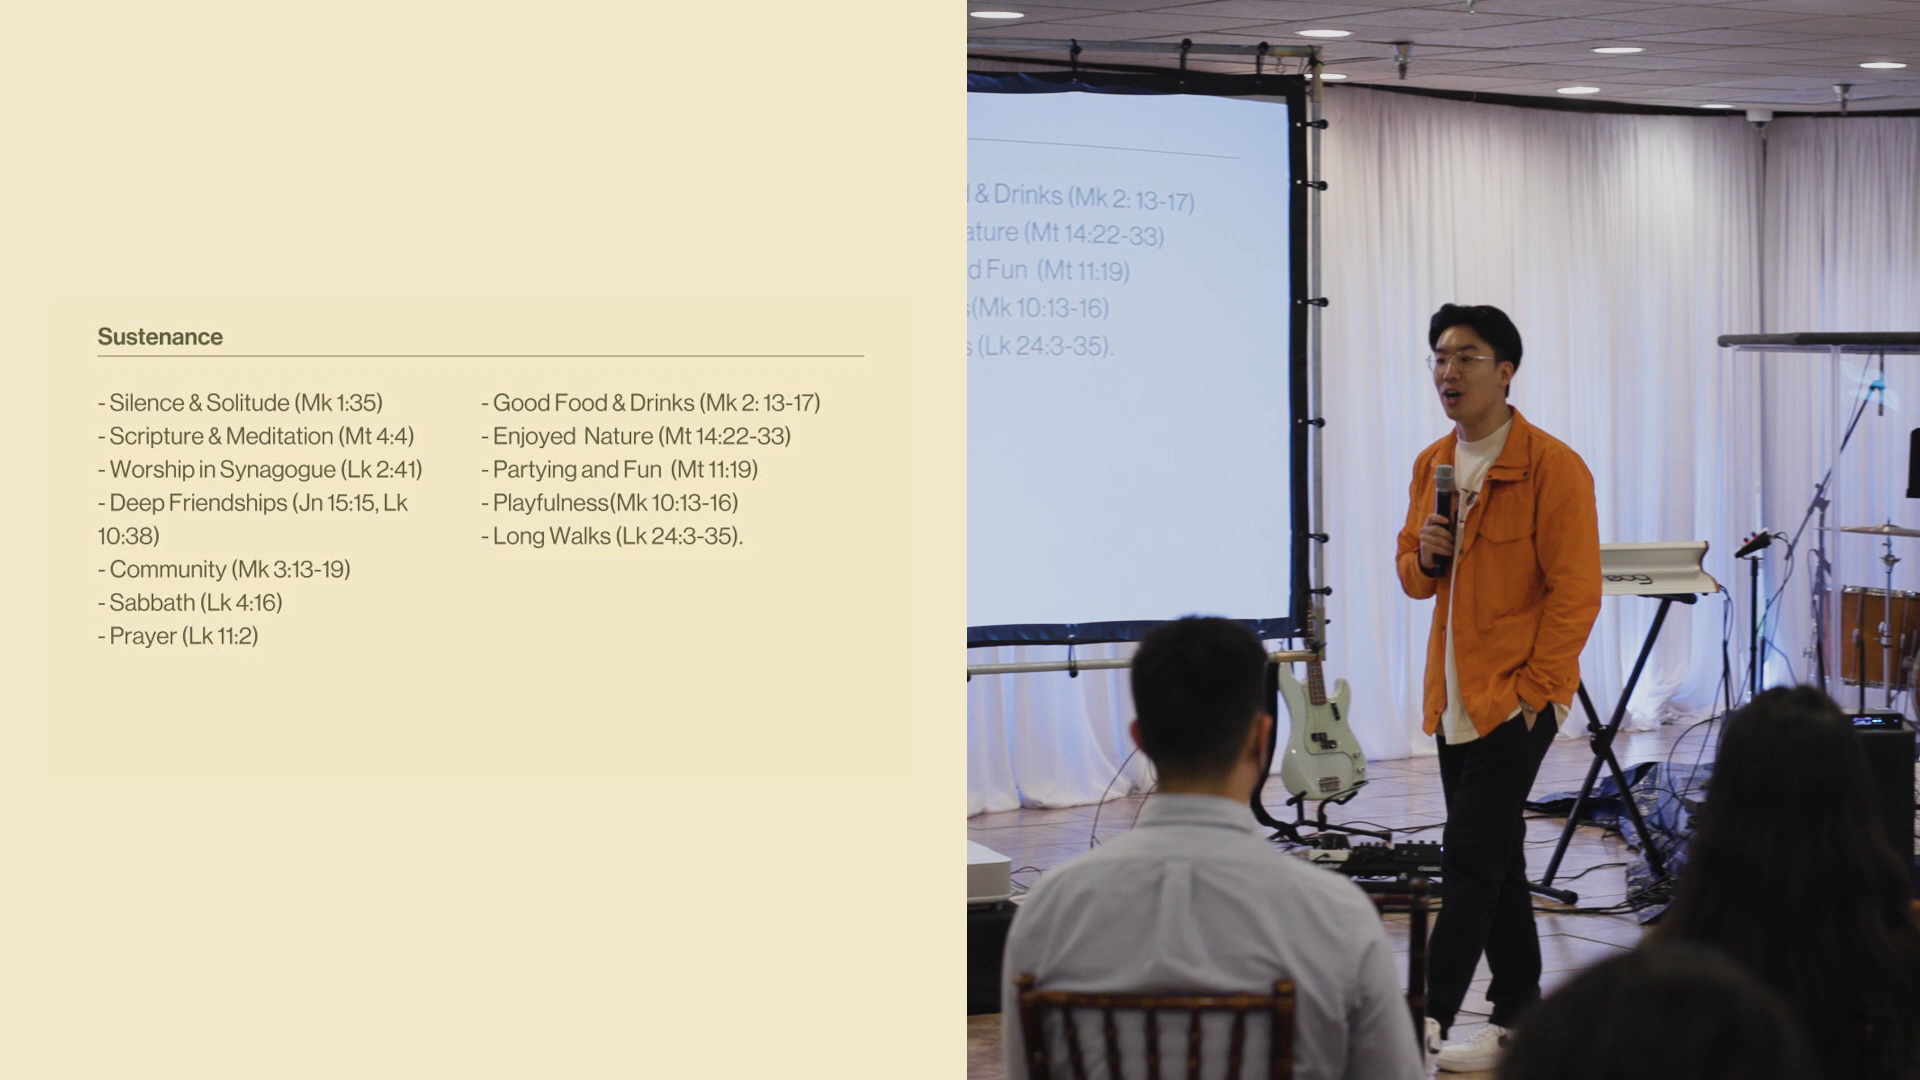 Sustenance
- Silence & Solitude (Mk 1:35)
- Scripture & Meditation (Mt 4:4)
- Worship in Synagogue (Lk 2:41)
- Deep Friendships (Jn 15:15, Lk
10:38)
- Community (Mk 3:13-19)
- Sabbath (Lk 4:16)
- Prayer (Lk 11:2)
- Good Food & Drinks (Mk 2: 13-17)
- Enjoyed  Nature (Mt 14:22-33)
- Partying and Fun  (Mt 11:19)
- Playfulness(Mk 10:13-16)
- Long Walks (Lk 24:3-35).
& Drinks (Mk 2: 13-17)
ature (Mt 14:22-33)
d Fun  (Mt 11:19)
s(Mk 10:13-16)
s (Lk 24:3-35).
moog